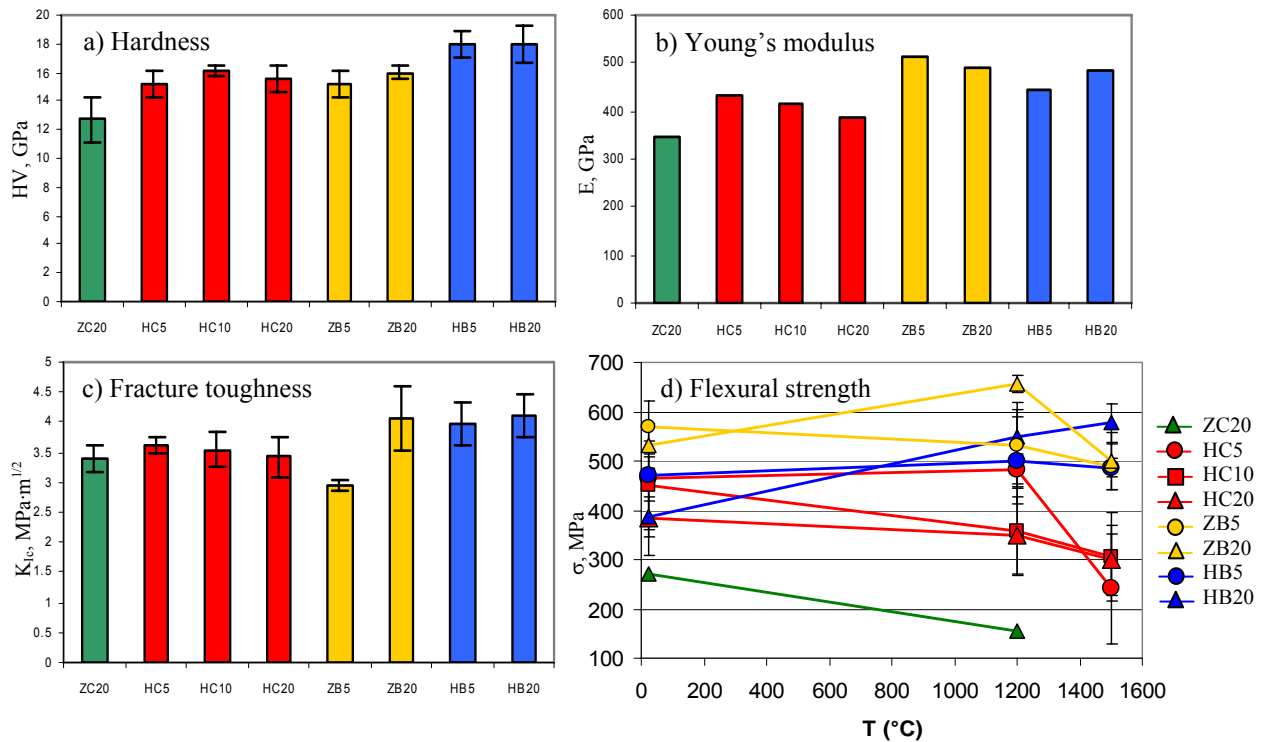 a) Hardness
HV, GPa
20
18
16
14
12
10
8
6
4
2
0
ZC20 HC5 HC10 HC20 ZB5 ZB20 HB5 HB20
b) Young’s modulus
E, GPa
600
500
400
300
200
100
0
ZC20 HC5 HC10 HC20 ZB5 ZB20 HB5 HB20
c) Fracture toughness
K_Ic, MPa·m^1/2
5
4.5
4
3.5
3
2.5
2
1.5
1
0.5
0
ZC20 HC5 HC10 HC20 ZB5 ZB20 HB5 HB20
d) Flexural strength
σ, MPa
700
600
500
400
300
200
100
0 200 400 600 800 1000 1200 1400 1600
T (°C)
ZC20
HC5
HC10
HC20
ZB5
ZB20
HB5
HB20